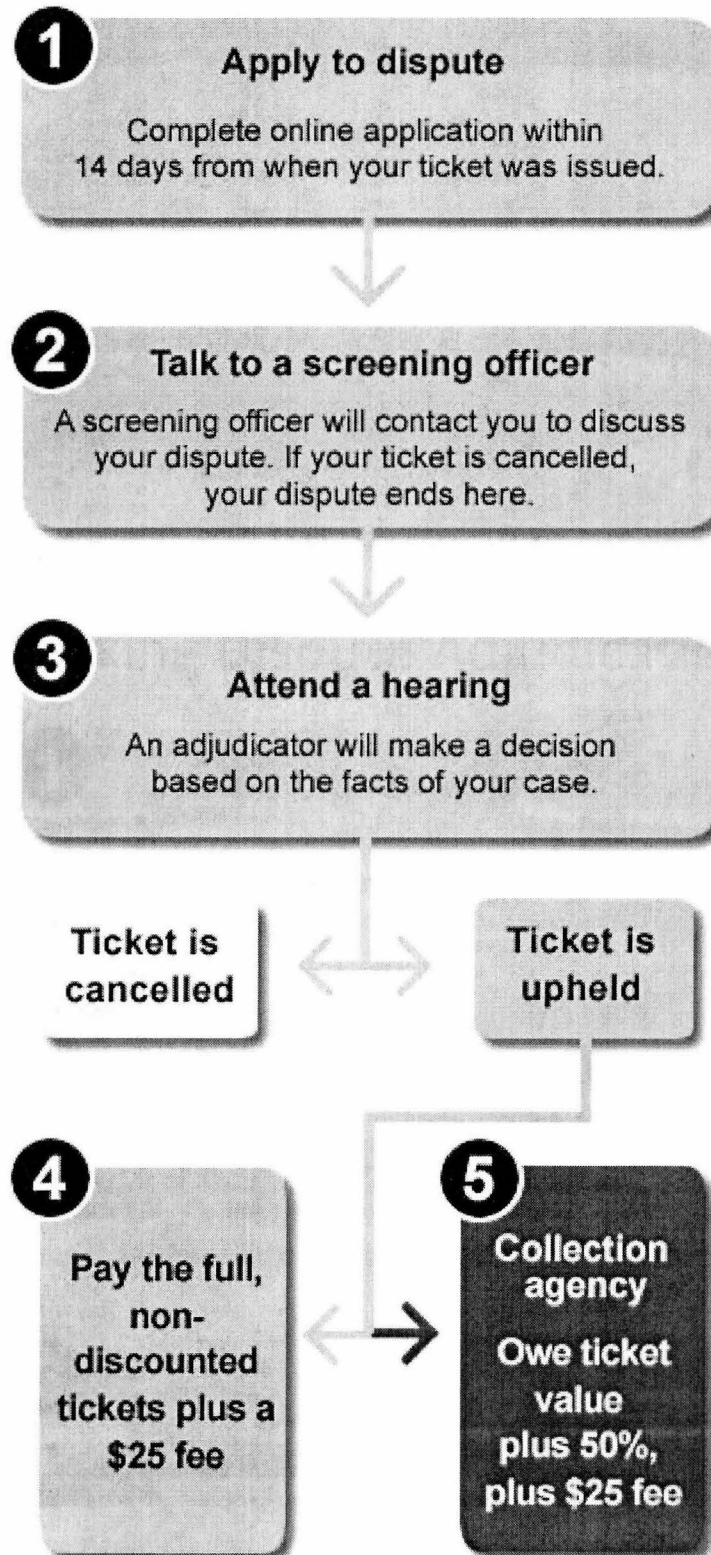 1
Apply to dispute
Complete online application within
14 days from when your ticket was issued.
2
Talk to a screening officer
A screening officer will contact you to discuss
your dispute. If your ticket is cancelled,
your dispute ends here.
3
Attend a hearing
An adjudicator will make a decision
based on the facts of your case.
Ticket is
cancelled
Ticket is
upheld
4
Pay the full,
non-
discounted
tickets plus a
$25 fee
5
Collection
agency
Owe ticket
value
plus 50%,
plus $25 fee